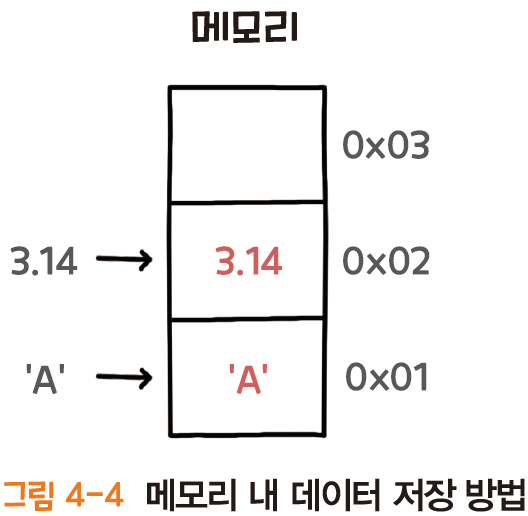 메모리
0x03
3.14 3.14 0x02
'A' 'A' 0x01
그림 4-4 메모리 내 데이터 저장 방법